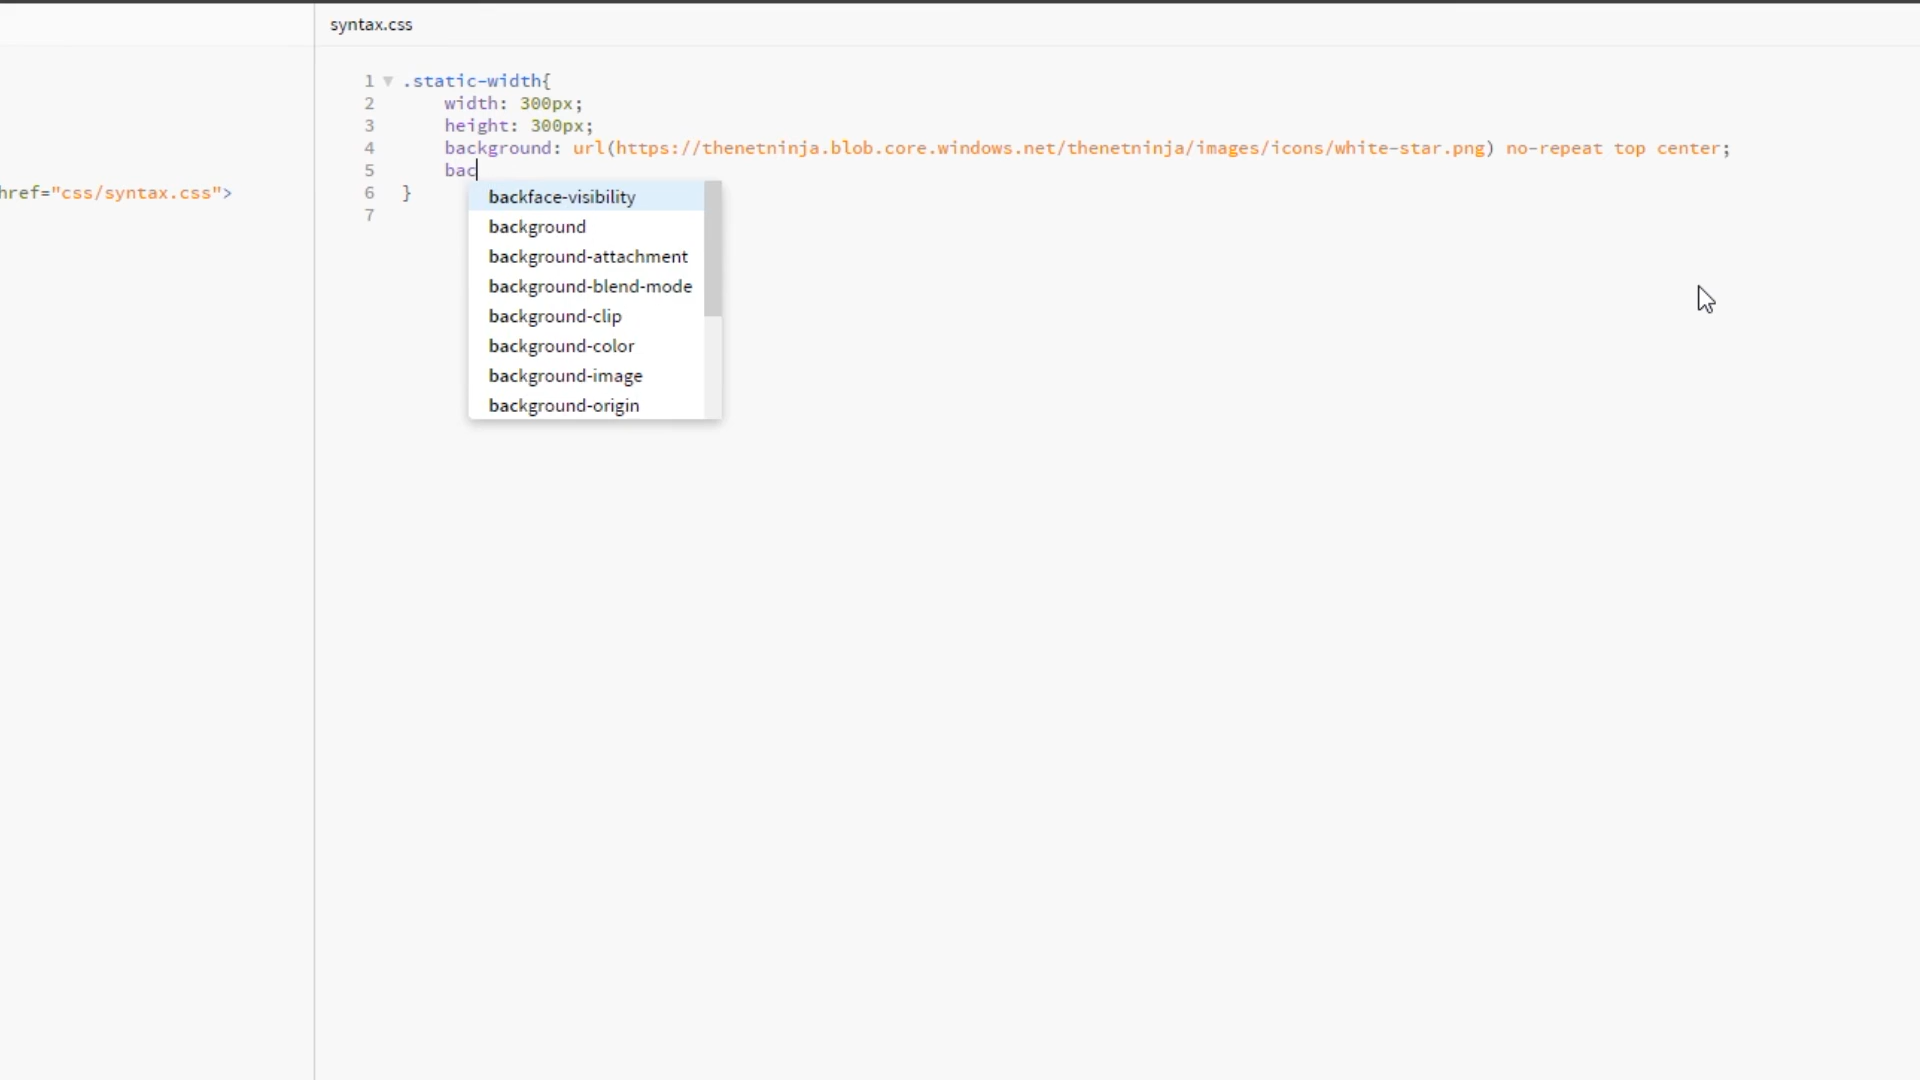 syntax.css
1 .static-width{
2 width: 300px;
3 height: 300px;
4 background: url(https://thenetninja.blob.core.windows.net/thenetninja/images/icons/white-star.png) no-repeat top center;
5 bac
href="css/syntax.css">
6 }
7
backface-visibility
background
background-attachment
background-blend-mode
background-clip
background-color
background-image
background-origin